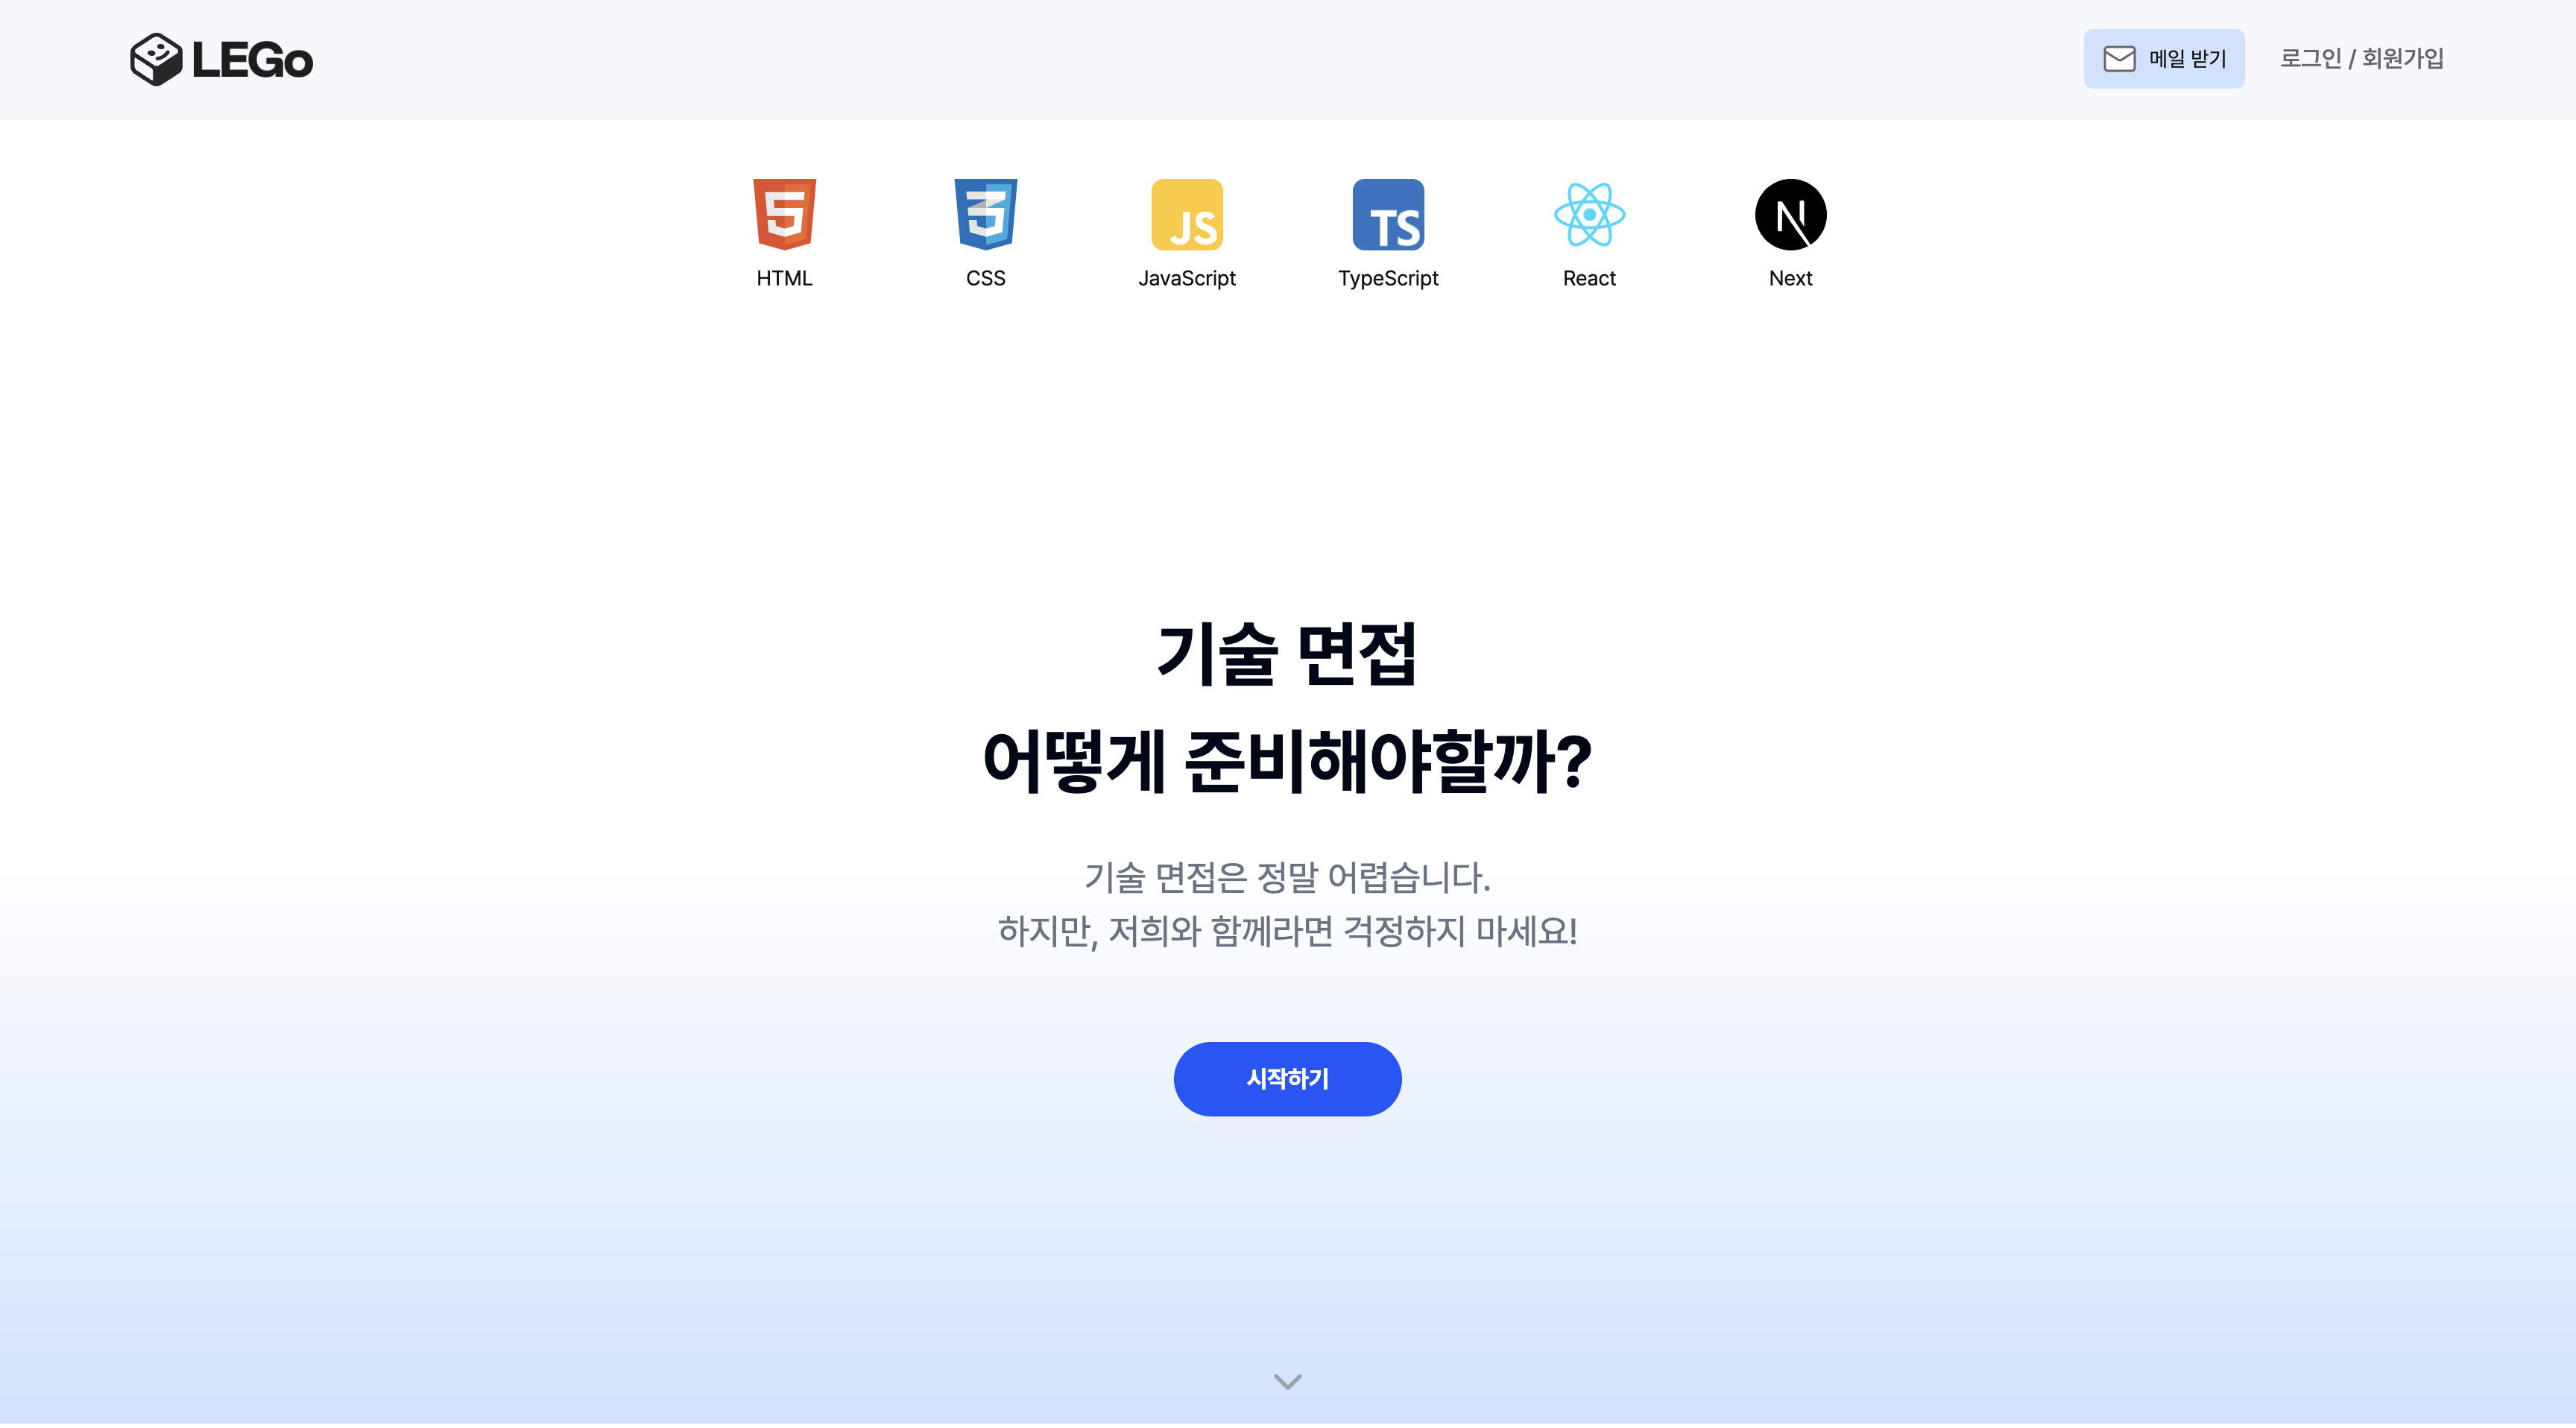 LEGo
메일 받기
로그인 / 회원가입
HTML
CSS
JS
JavaScript
TS
TypeScript
React
N
Next
기술 면접
어떻게 준비해야할까?
기술 면접은 정말 어렵습니다.
하지만, 저희와 함께라면 걱정하지 마세요!
시작하기